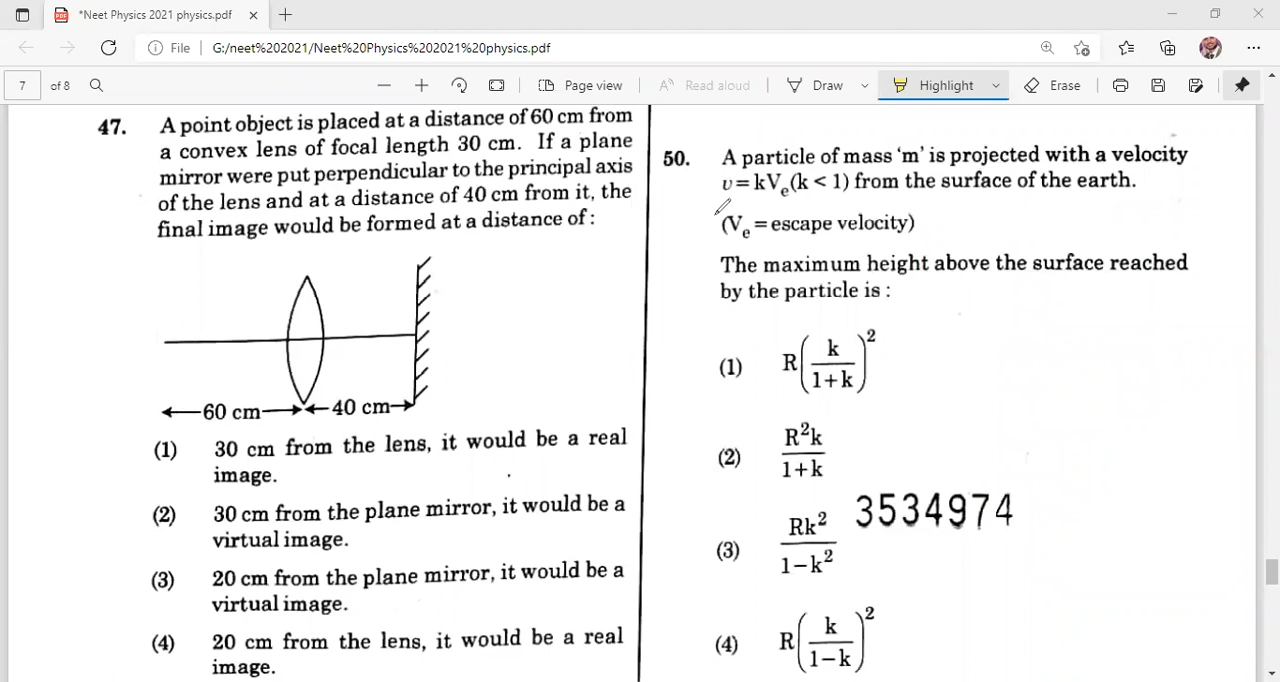 *Neet Physics 2021 physics.pdf
File G:/neet%202021/Neet%20Physics%202021%20physics.pdf
7 of 8 Page view Read aloud Draw Highlight Erase
47. A point object is placed at a distance of 60 cm from
a convex lens of focal length 30 cm. If a plane
mirror were put perpendicular to the principal axis
of the lens and at a distance of 40 cm from it, the
final image would be formed at a distance of :
60 cm 40 cm
(1) 30 cm from the lens, it would be a real
image.
(2) 30 cm from the plane mirror, it would be a
virtual image.
(3) 20 cm from the plane mirror, it would be a
virtual image.
(4) 20 cm from the lens, it would be a real
image.
50. A particle of mass 'm' is projected with a velocity
υ = kVₑ(k < 1) from the surface of the earth.
(Vₑ = escape velocity)
The maximum height above the surface reached
by the particle is :
(1) R(k/(1+k))²
(2) R²k/(1+k)
(3) Rk²/(1−k²)
3534974
(4) R(k/(1−k))²